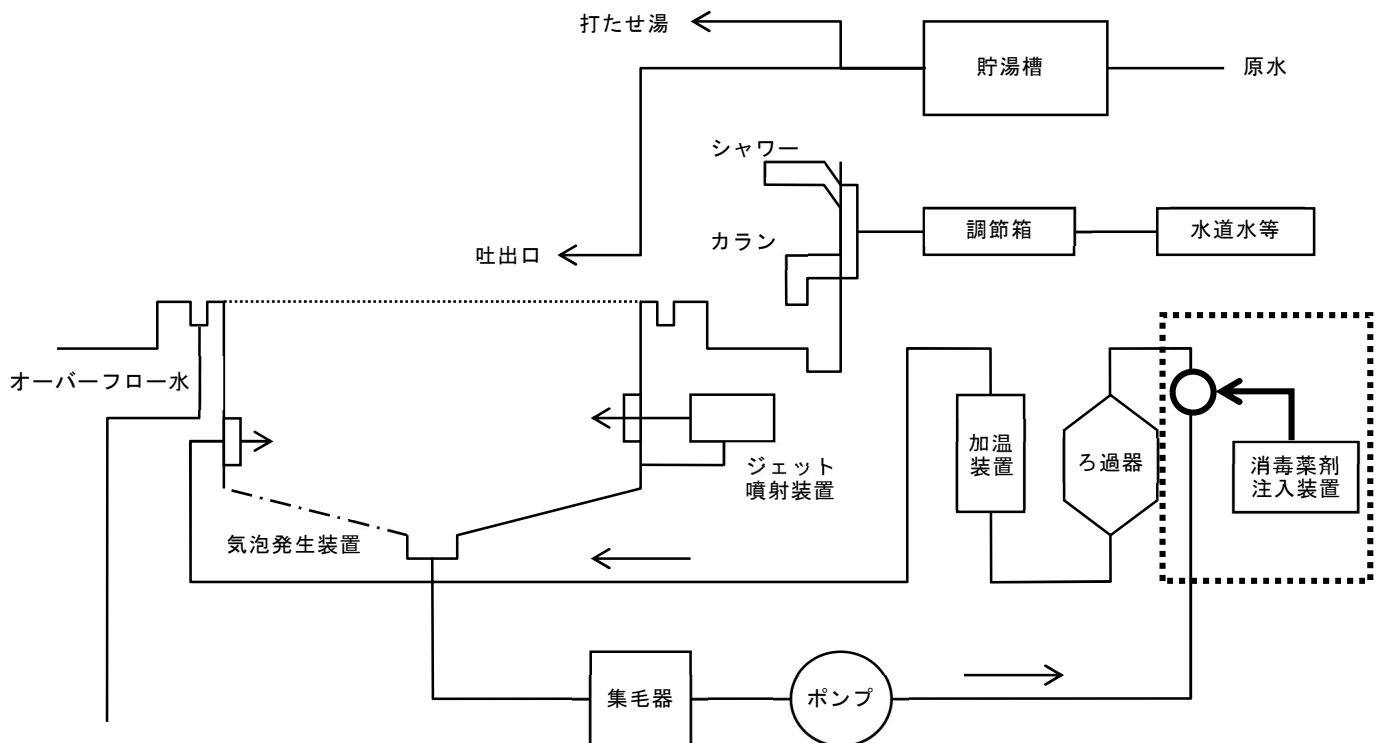 打たせ湯
貯湯槽
原水
シャワー
カラン
調節箱
水道水等
吐出口
オーバーフロー水
ジェット
噴射装置
加温
装置
ろ過器
消毒薬剤
注入装置
気泡発生装置
集毛器
ポンプ